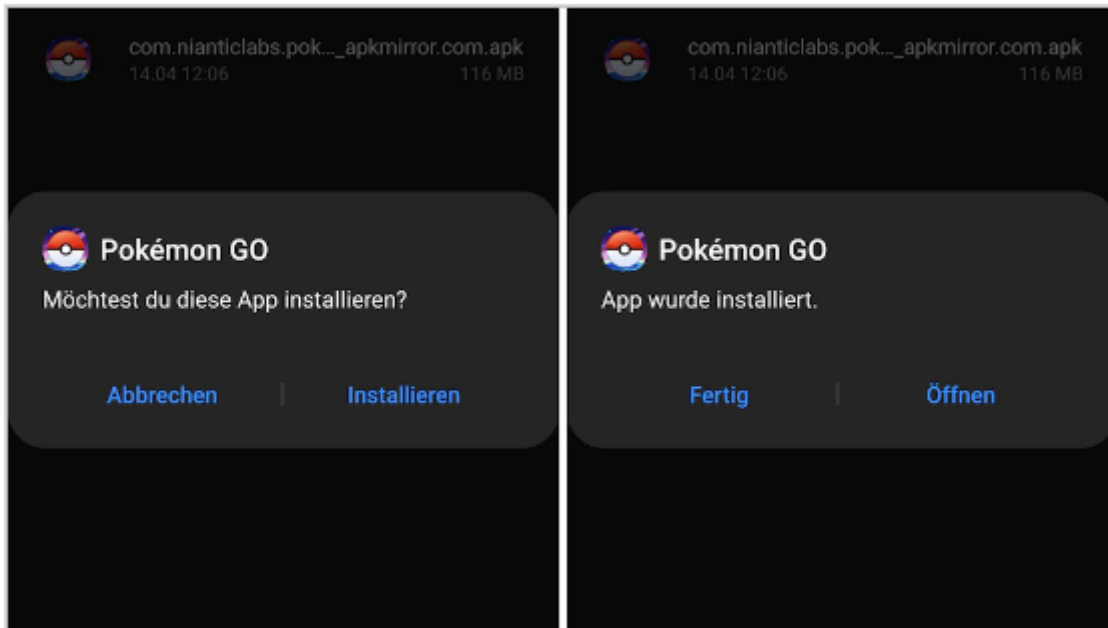 com.nianticlabs.pok..._apkmirror.com.apk
14.04 12:06 116 MB
Pokémon GO
Möchtest du diese App installieren?
Abbrechen | Installieren
com.nianticlabs.pok..._apkmirror.com.apk
14.04 12:06 116 MB
Pokémon GO
App wurde installiert.
Fertig | Öffnen